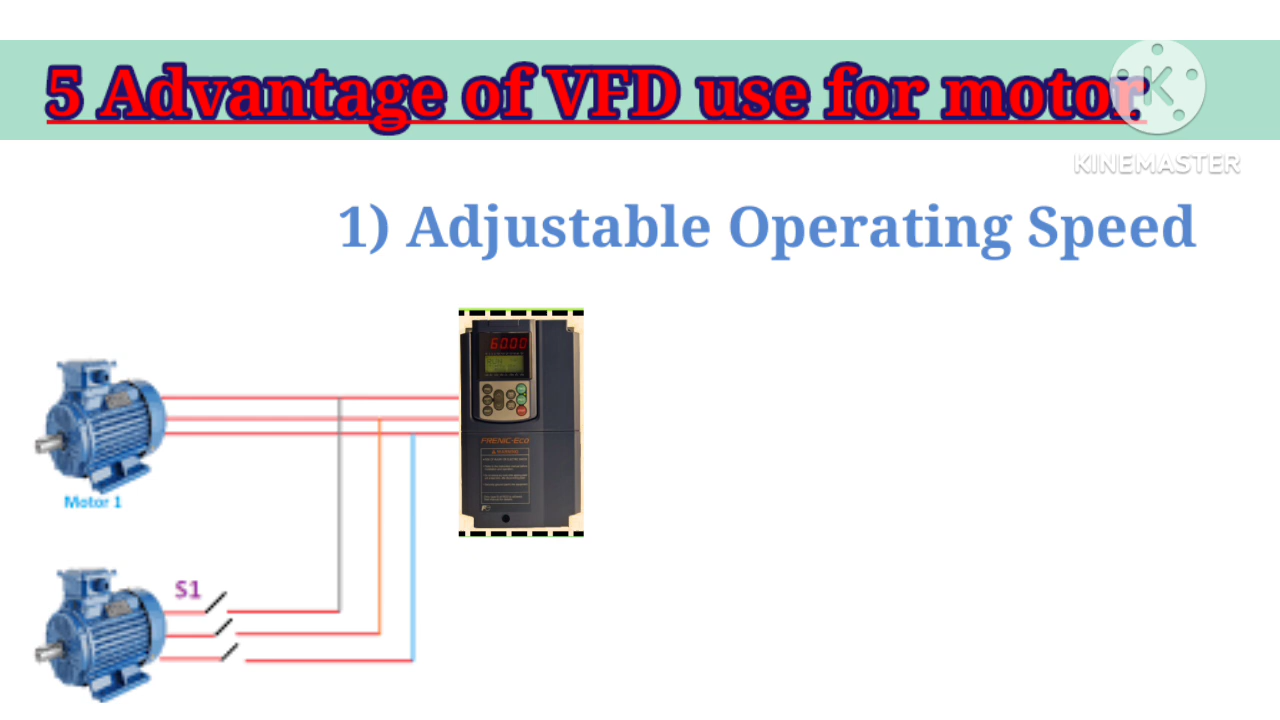 5 Advantage of VFD use for motor
KINEMASTER
1) Adjustable Operating Speed
60.00
FRENIC-Eco
WARNING
Motor 1
S1